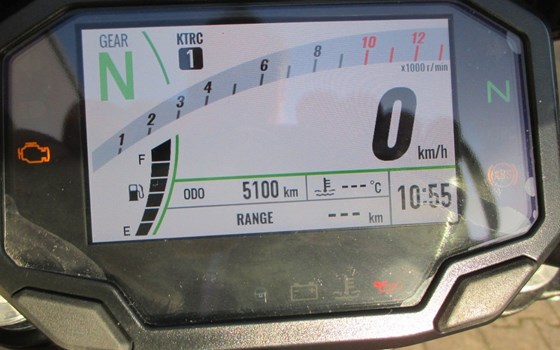 GEAR
N
KTRC
1
1 2 3 4 6 8 10 12
x1000 r/min
0
km/h
N
F
E
ODO 5100 km
--- °C
10:55
RANGE --- km
ABS